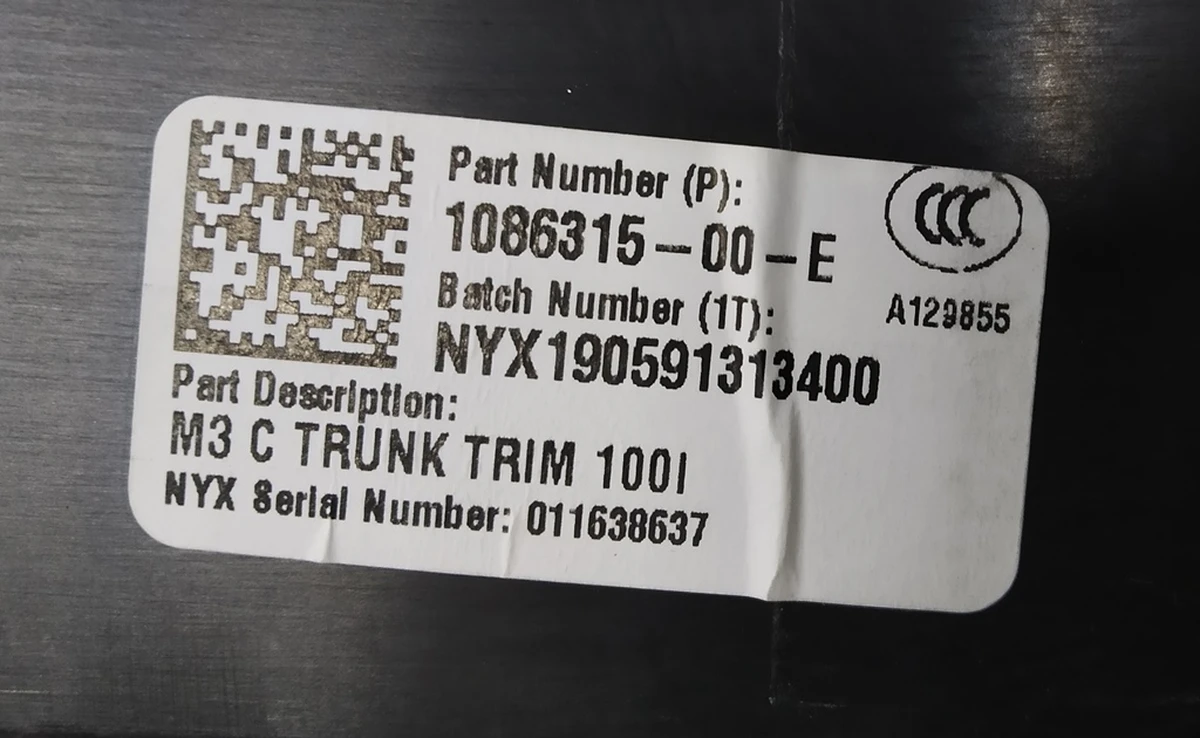 Part Number (P):
1086315-00-E
Batch Number (1T):
NYX190591313400
CCC
A129855
Part Description:
M3 C TRUNK TRIM 100I
NYX Serial Number: 011638637